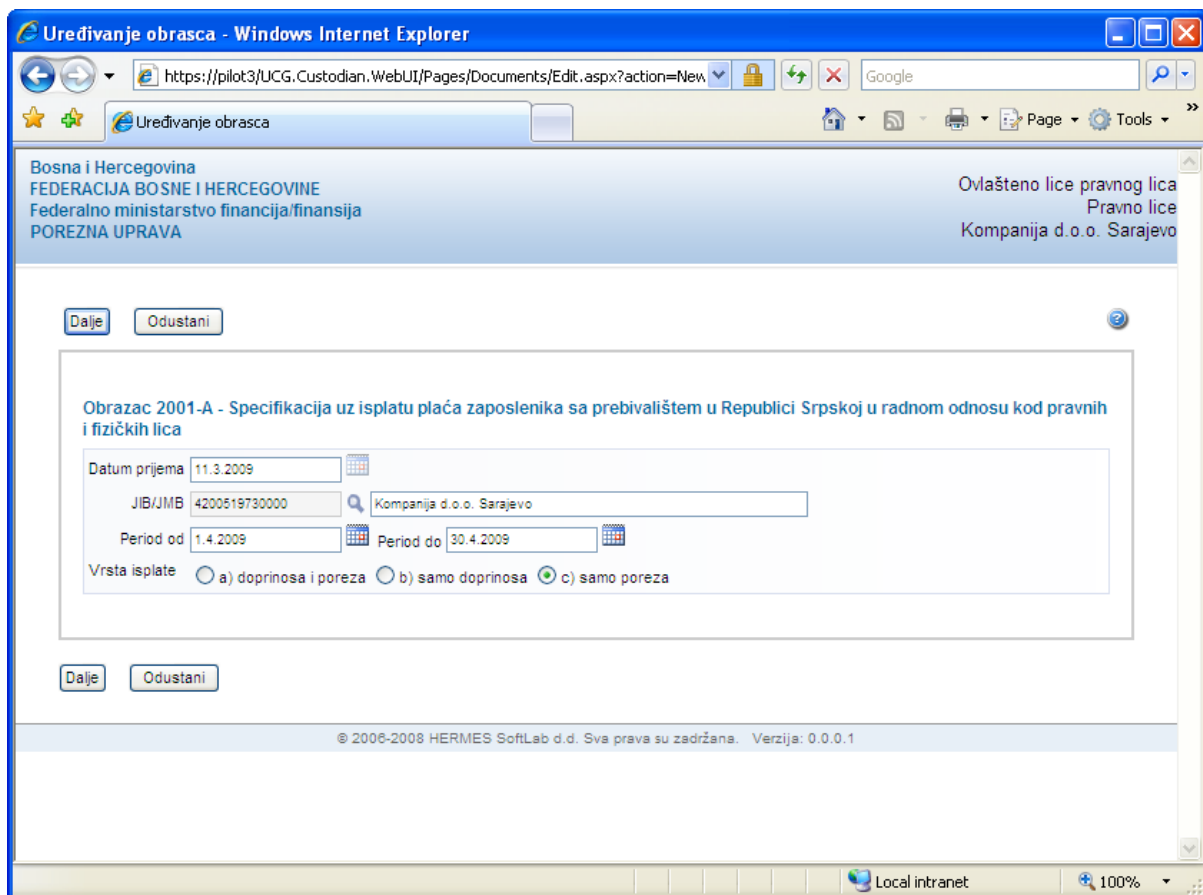 Uređivanje obrasca - Windows Internet Explorer
https://pilot3/UCG.Custodian.WebUI/Pages/Documents/Edit.aspx?action=New
Google
Uređivanje obrasca
Page
Tools
Bosna i Hercegovina
FEDERACIJA BOSNE I HERCEGOVINE
Federalno ministarstvo financija/finansija
POREZNA UPRAVA
Ovlašteno lice pravnog lica
Pravno lice
Kompanija d.o.o. Sarajevo
Dalje Odustani
Obrazac 2001-A - Specifikacija uz isplatu plaća zaposlenika sa prebivalištem u Republici Srpskoj u radnom odnosu kod pravnih
i fizičkih lica
Datum prijema 11.3.2009
JIB/JMB 4200519730000 Kompanija d.o.o. Sarajevo
Period od 1.4.2009 Period do 30.4.2009
Vrsta isplate a) doprinosa i poreza b) samo doprinosa c) samo poreza
Dalje Odustani
© 2006-2008 HERMES SoftLab d.d. Sva prava su zadržana. Verzija: 0.0.0.1
Local intranet 100%